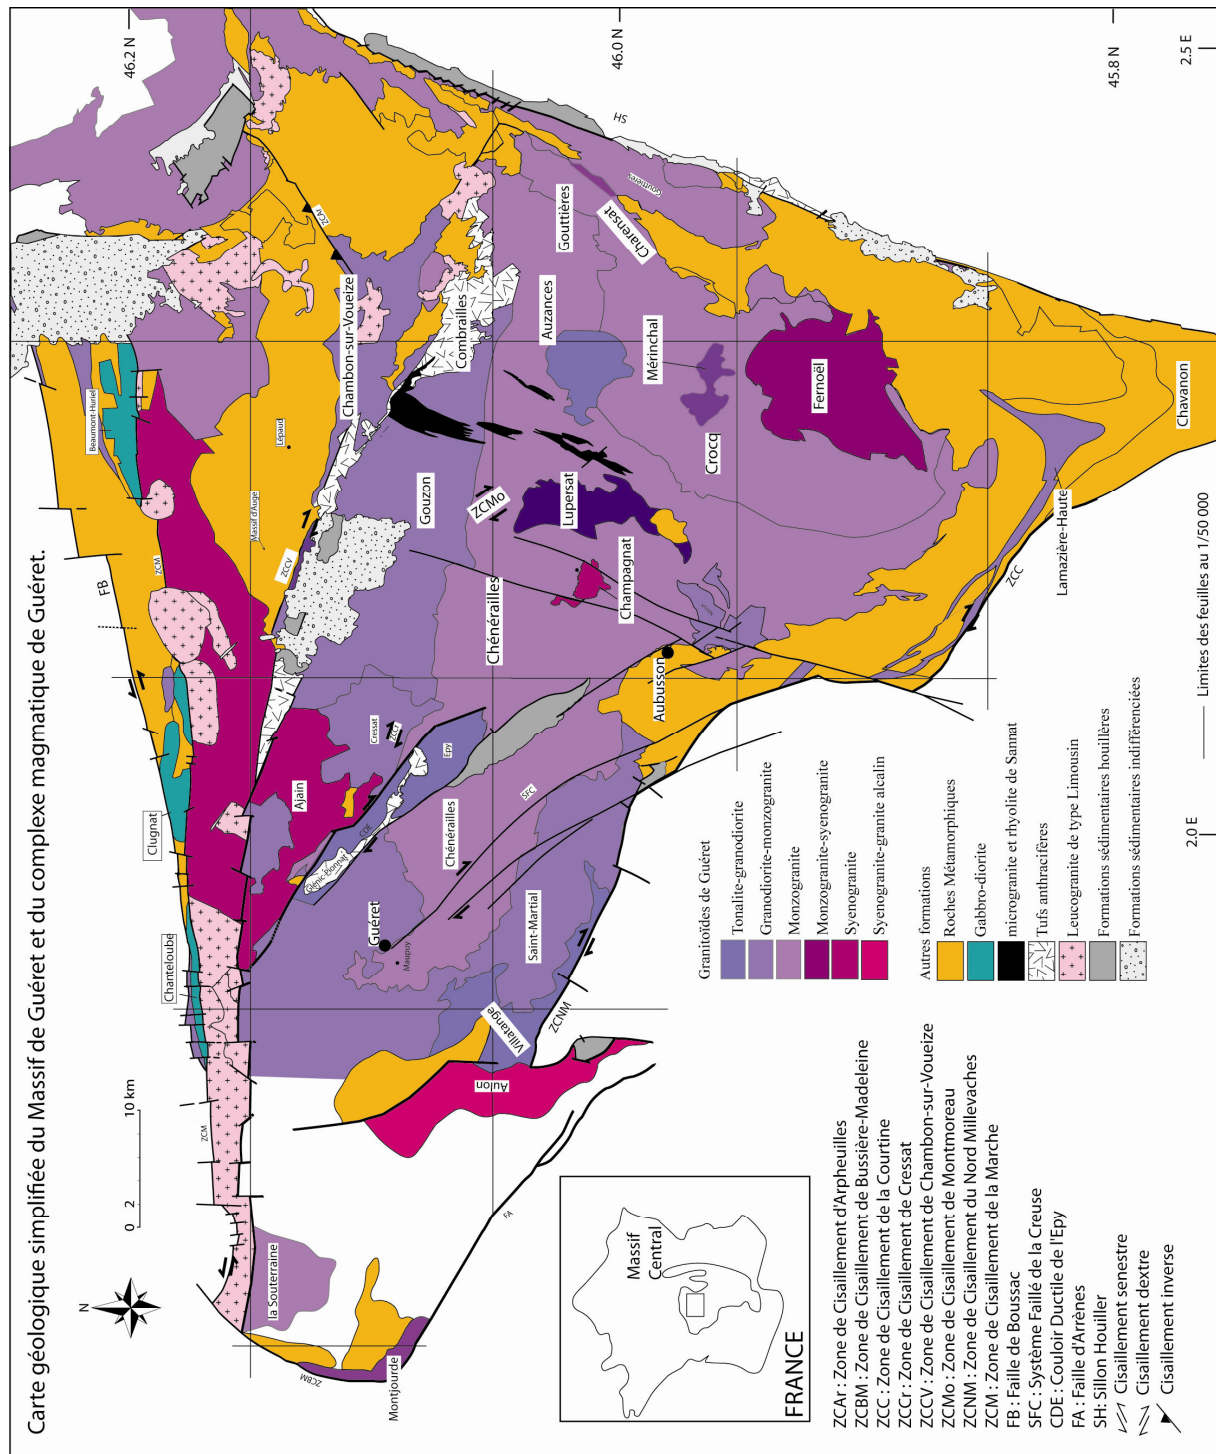 Carte géologique simplifiée du Massif de Guéret et du complexe magmatique de Guéret.
N
0 2 10 km
46.2 N
46.0 N
45.8 N
2.5 E
2.0 E
ZCBM
Montjourde
la Souterraine
ZCM
FA
Chanteloube
Clugnat
FB
ZCM
Beaumont-Huriel
Massif d'Auge
Lépaud
ZCAr
ZCCV
Chambon-sur-Voueize
Combrailles
SH
Ajain
Cressat
ZCCr
Epy
CDE
Glénic-Bonnat
Guéret
Maupuy
Chénérailles
SFC
Saint-Martial
Villatange
ZCNM
Aulon
Gouzon
ZCMo
Chénérailles
Champagnat
Lupersat
Aubusson
Auzances
Gouttières
Gouttières
Charensat
Mérinchal
Crocq
Fernoël
Lamazière-Haute
ZCC
Chavanon
FRANCE
Massif
Central
ZCAr : Zone de Cisaillement d'Arpheuilles
ZCBM : Zone de Cisaillement de Bussière-Madeleine
ZCC : Zone de Cisaillement de la Courtine
ZCCr : Zone de Cisaillement de Cressat
ZCCV : Zone de Cisaillement de Chambon-sur-Voueize
ZCMo : Zone de Cisaillement de Montmoreau
ZCNM : Zone de Cisaillement du Nord Millevaches
ZCM : Zone de Cisaillement de la Marche
FB : Faille de Boussac
SFC : Système Faillé de la Creuse
CDE : Couloir Ductile de l'Epy
FA : Faille d'Arrènes
SH: Sillon Houiller
Cisaillement senestre
Cisaillement dextre
Cisaillement inverse
Granitoïdes de Guéret
Tonalite-granodiorite
Granodiorite-monzogranite
Monzogranite
Monzogranite-syenogranite
Syenogranite
Syenogranite-granite alcalin
Autres formations
Roches Métamorphiques
Gabbro-diorite
microgranite et rhyolite de Sannat
Tufs anthracifères
Leucogranite de type Limousin
Formations sédimentaires houillères
Formations sédimentaires indifférenciées
Limites des feuilles au 1/50 000